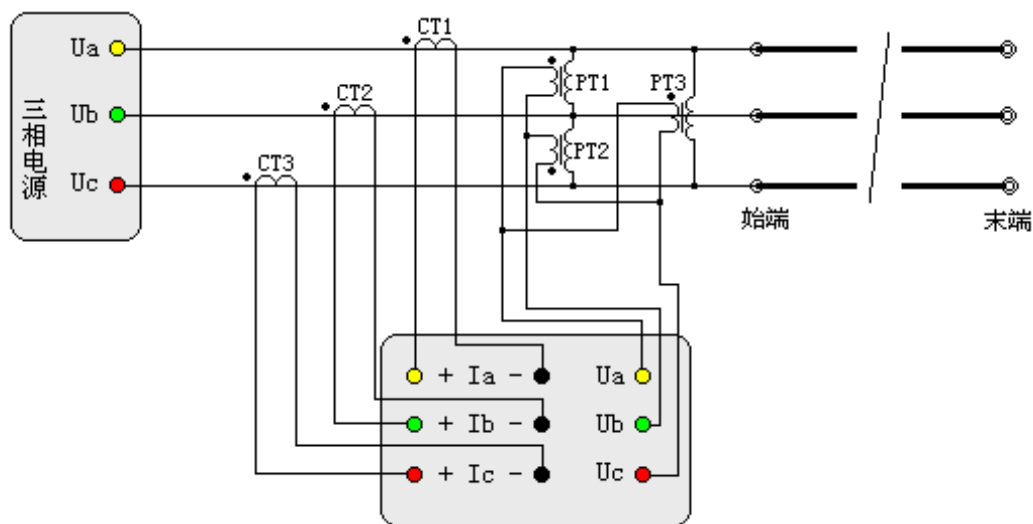 三相电源
Ua
Ub
Uc
CT1
CT2
CT3
PT1
PT2
PT3
始端
末端
+ Ia -
+ Ib -
+ Ic -
Ua
Ub
Uc